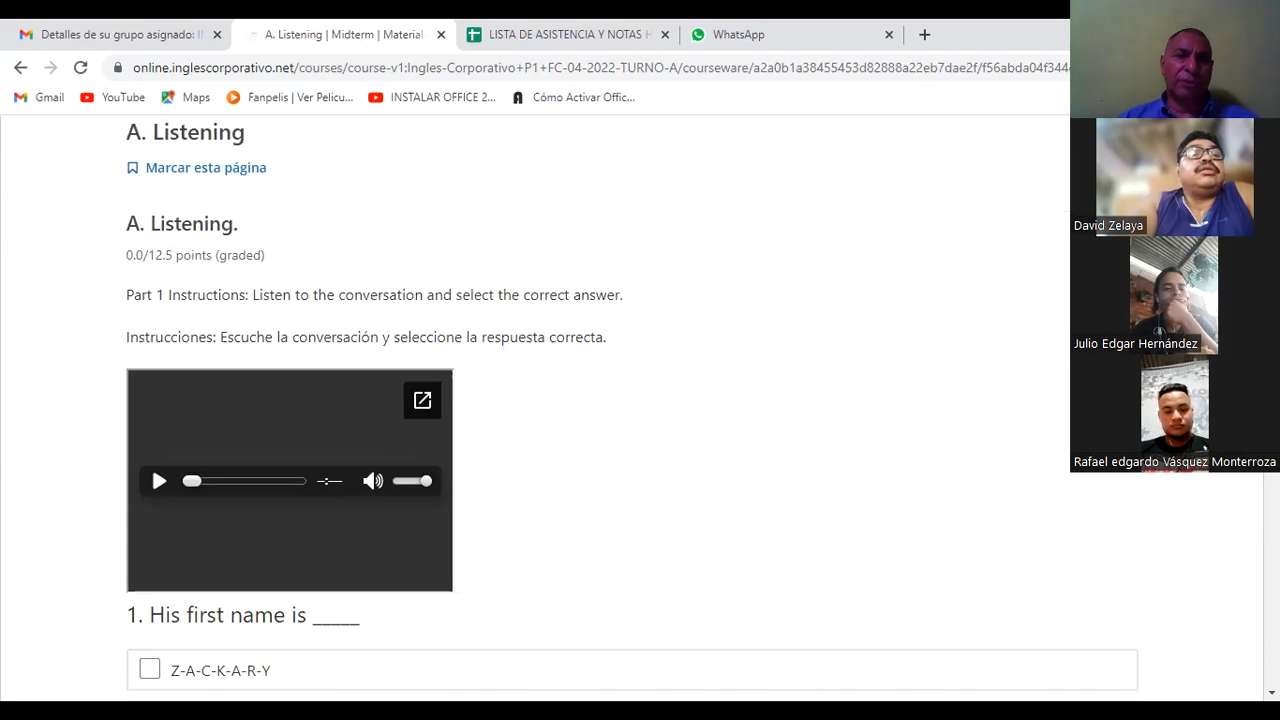 Detalles de su grupo asignado: I
A. Listening | Midterm | Material
LISTA DE ASISTENCIA Y NOTAS H
WhatsApp
online.inglescorporativo.net/courses/course-v1:Ingles-Corporativo+P1+FC-04-2022-TURNO-A/courseware/a2a0b1a38455453d82888a22eb7dae2f/f56abda04f344
Gmail
YouTube
Maps
Fanpelis | Ver Pelicu...
INSTALAR OFFICE 2...
Cómo Activar Offic...
A. Listening
Marcar esta página
A. Listening.
0.0/12.5 points (graded)
Part 1 Instructions: Listen to the conversation and select the correct answer.
Instrucciones: Escuche la conversación y seleccione la respuesta correcta.
-:--
1. His first name is _____
Z-A-C-K-A-R-Y
David Zelaya
Julio Edgar Hernández
Rafael edgardo Vásquez Monterroza